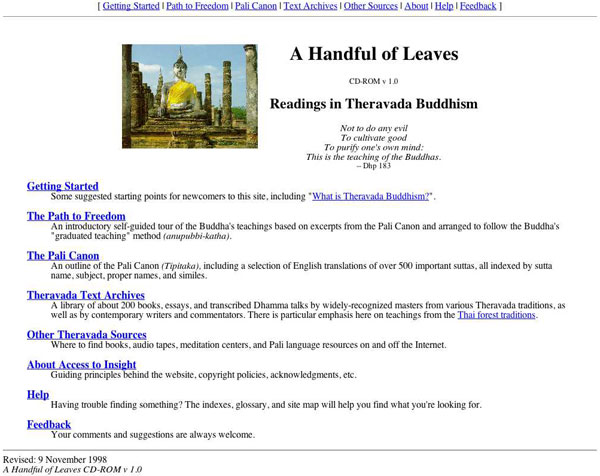 [ Getting Started | Path to Freedom | Pali Canon | Text Archives | Other Sources | About | Help | Feedback ]
A Handful of Leaves
CD-ROM v 1.0
Readings in Theravada Buddhism
Not to do any evil
To cultivate good
To purify one's own mind:
This is the teaching of the Buddhas.
-- Dhp 183
Getting Started
Some suggested starting points for newcomers to this site, including "What is Theravada Buddhism?".
The Path to Freedom
An introductory self-guided tour of the Buddha's teachings based on excerpts from the Pali Canon and arranged to follow the Buddha's
"graduated teaching" method (anupubbi-katha).
The Pali Canon
An outline of the Pali Canon (Tipitaka), including a selection of English translations of over 500 important suttas, all indexed by sutta
name, subject, proper names, and similes.
Theravada Text Archives
A library of about 200 books, essays, and transcribed Dhamma talks by widely-recognized masters from various Theravada traditions, as
well as by contemporary writers and commentators. There is particular emphasis here on teachings from the Thai forest traditions.
Other Theravada Sources
Where to find books, audio tapes, meditation centers, and Pali language resources on and off the Internet.
About Access to Insight
Guiding principles behind the website, copyright policies, acknowledgments, etc.
Help
Having trouble finding something? The indexes, glossary, and site map will help you find what you're looking for.
Feedback
Your comments and suggestions are always welcome.
Revised: 9 November 1998
A Handful of Leaves CD-ROM v 1.0